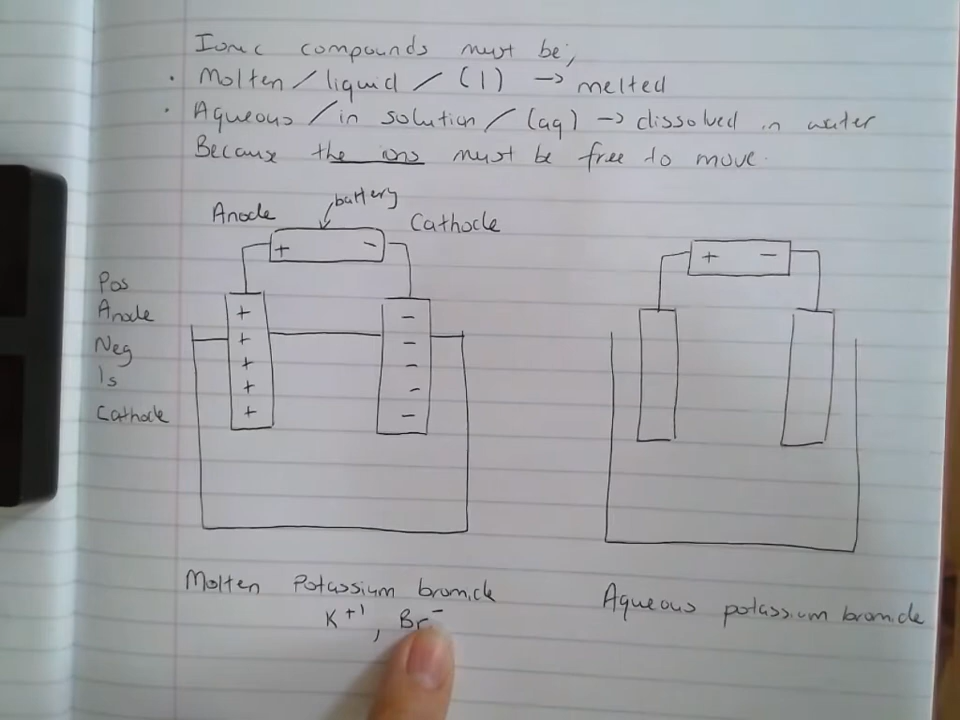 Ionic compounds must be;
• Molten / liquid / (l) → melted
• Aqueous / in solution / (aq) → dissolved in water
Because the ions must be free to move.
battery
Anode + - Cathode
+ -
Pos
Anode
Neg
Is
Cathode
+ -
+ -
+ -
+ -
+ -
Molten Potassium bromide
K+1, Br-
Aqueous potassium bromide